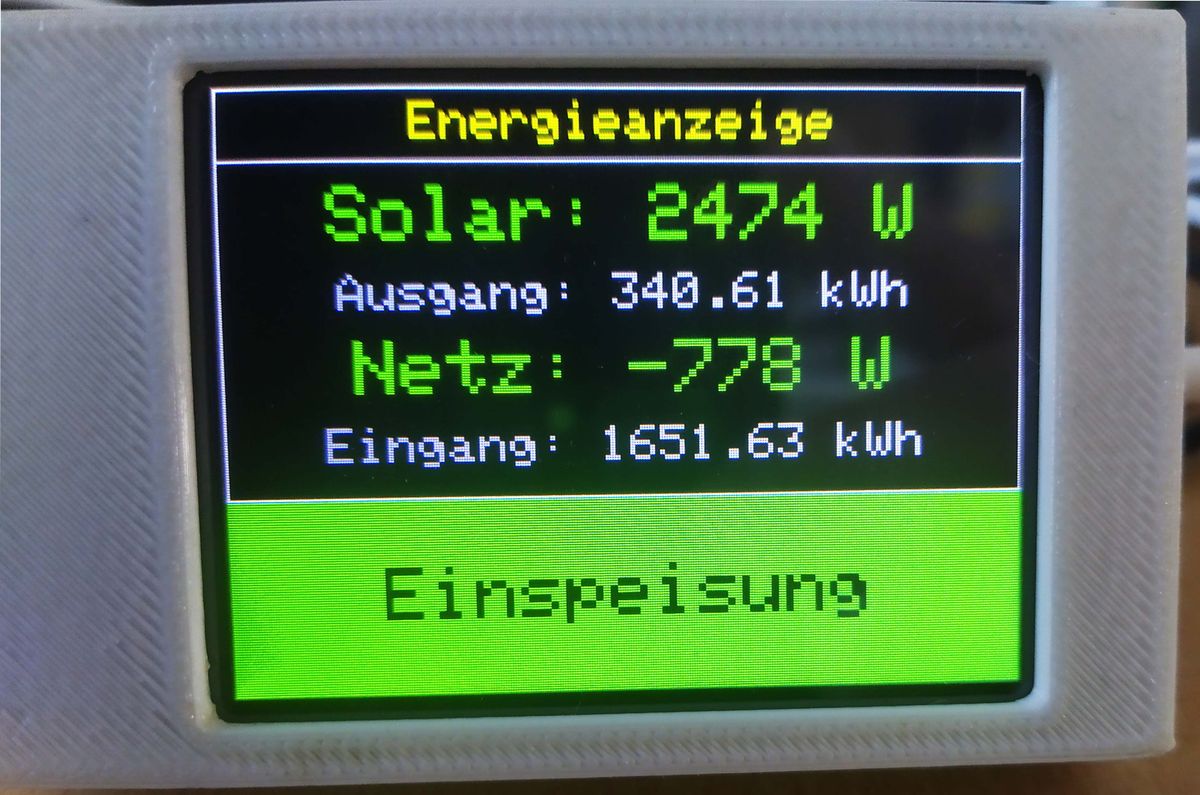 Energieanzeige
Solar: 2474 W
Ausgang: 340.61 kWh
Netz: -778 W
Eingang: 1651.63 kWh
Einspeisung